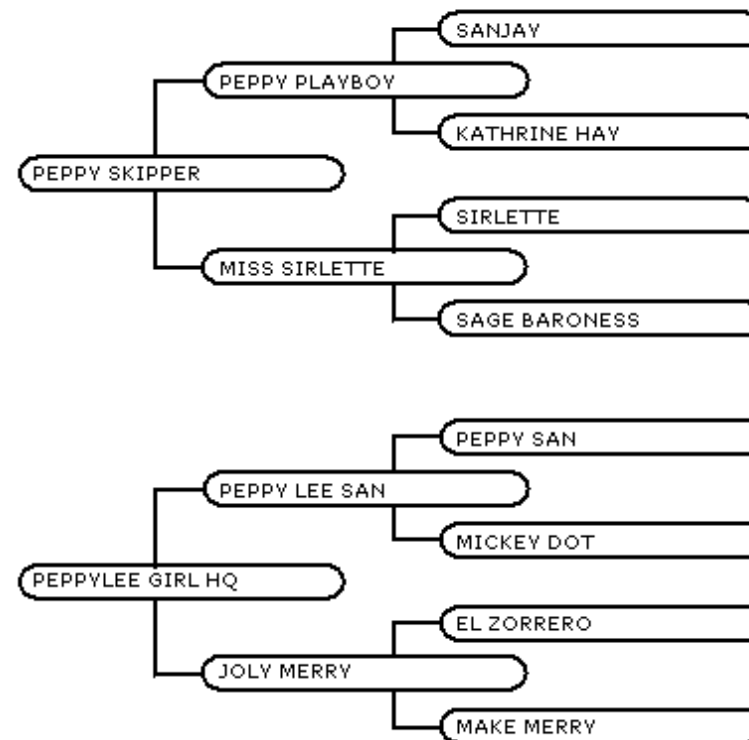 SANJAY
PEPPY PLAYBOY
KATHRINE HAY
PEPPY SKIPPER
SIRLETTE
MISS SIRLETTE
SAGE BARONESS
PEPPY SAN
PEPPY LEE SAN
MICKEY DOT
PEPPYLEE GIRL HQ
EL ZORRERO
JOLY MERRY
MAKE MERRY